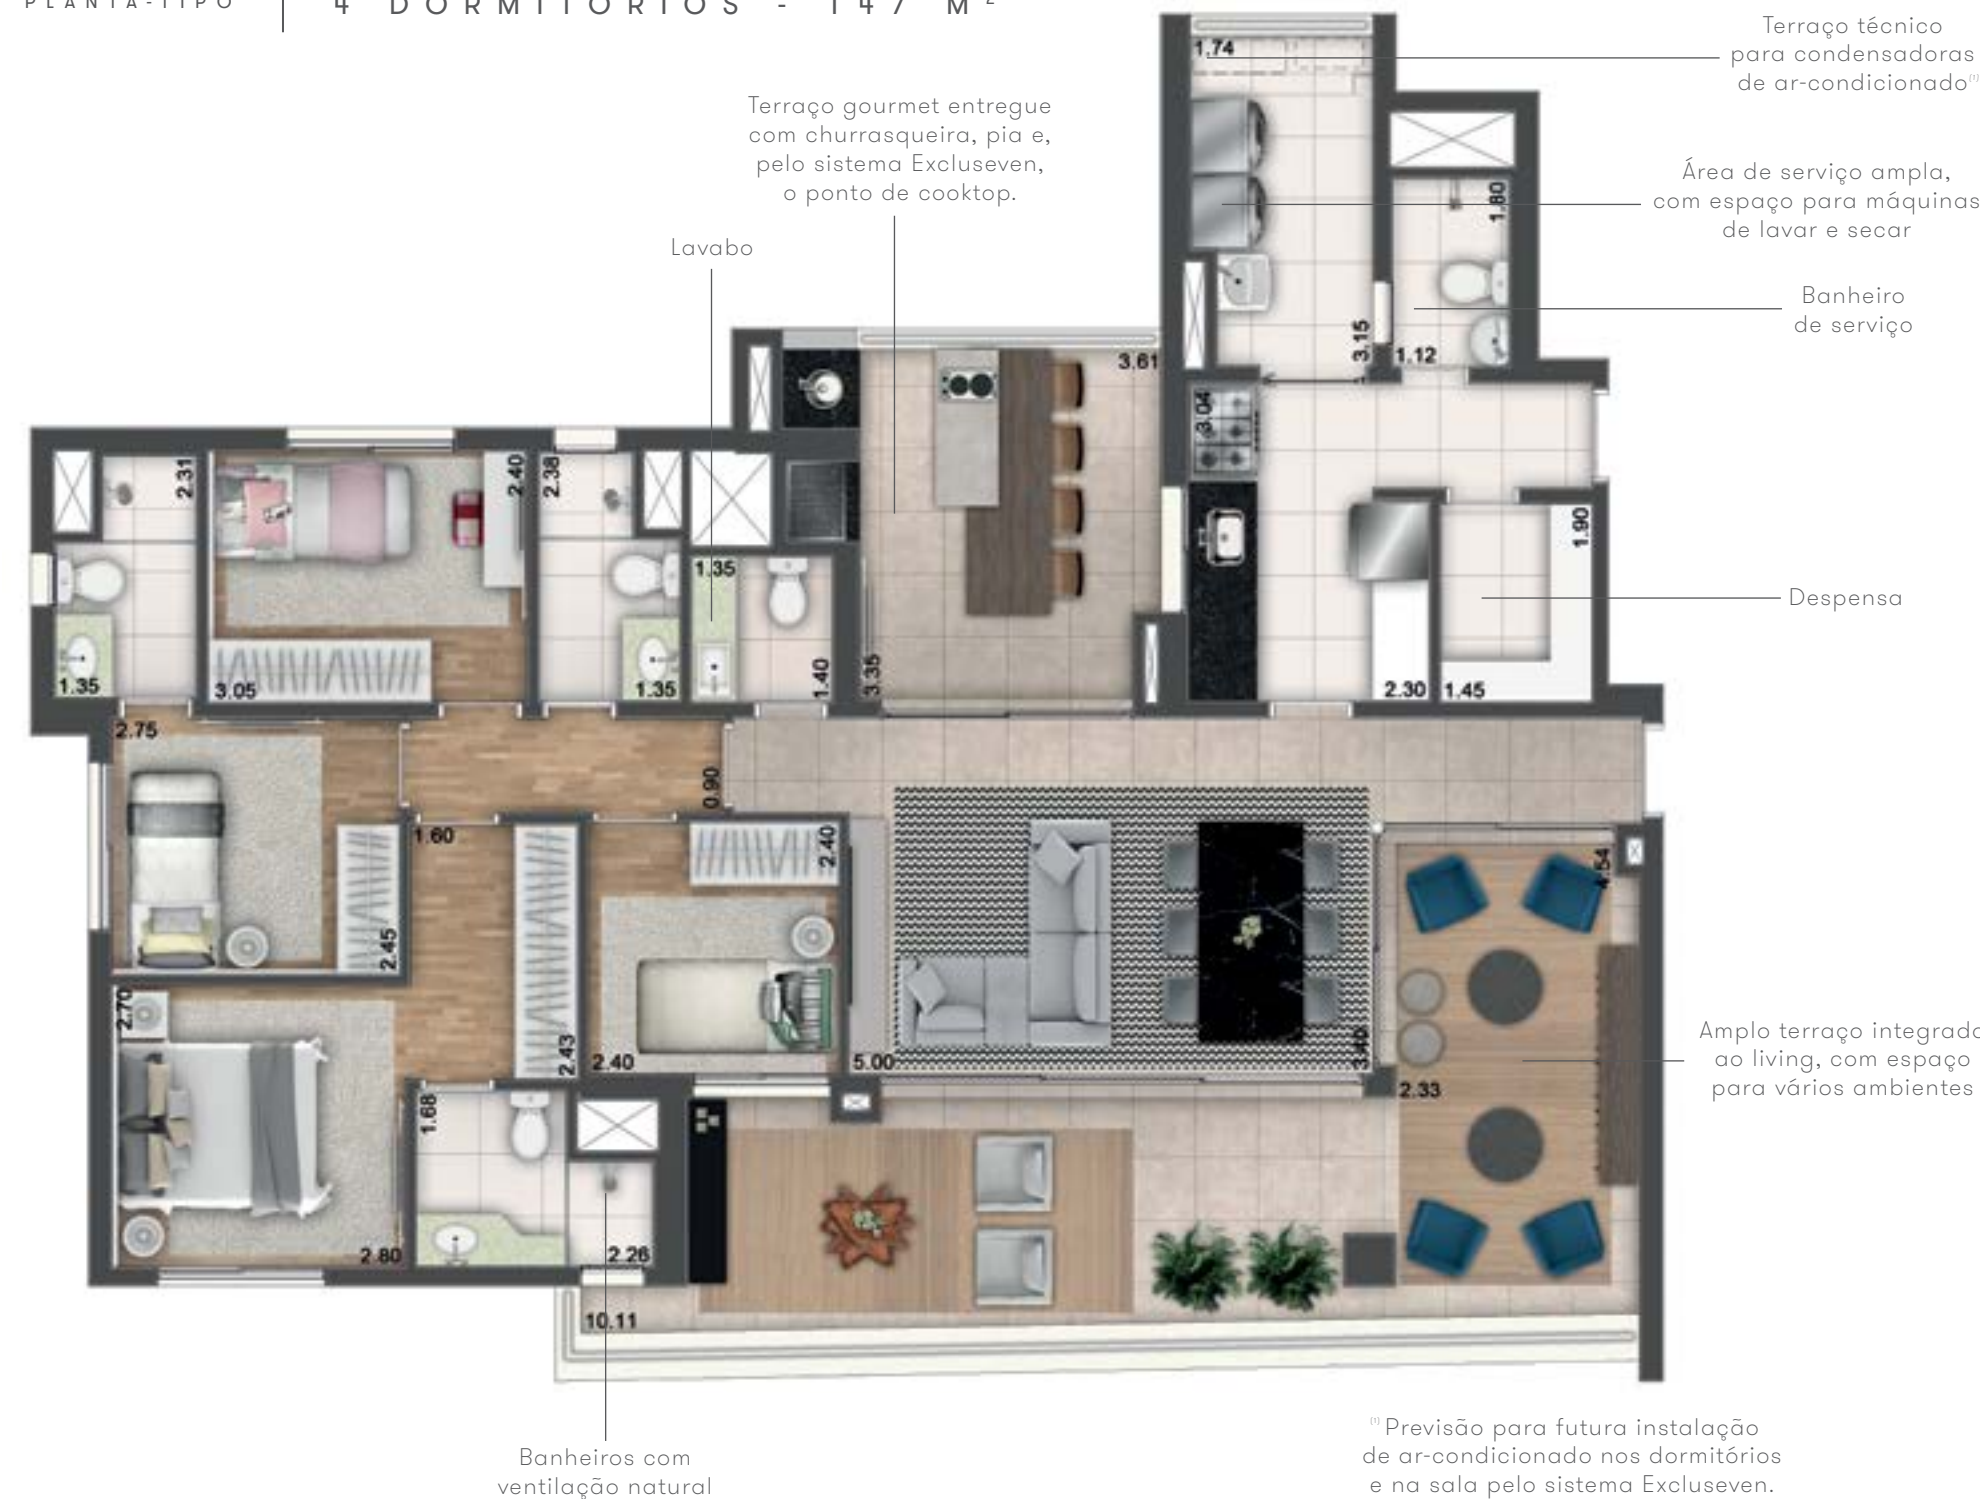 PLANTA-TIPO
4 DORMITÓRIOS - 147 M²
Terraço técnico
para condensadoras
de ar-condicionado⁽¹⁾
Terraço gourmet entregue
com churrasqueira, pia e,
pelo sistema Excluseven,
o ponto de cooktop.
Área de serviço ampla,
com espaço para máquinas
de lavar e secar
Lavabo
Banheiro
de serviço
Despensa
Amplo terraço integrado
ao living, com espaço
para vários ambientes
Banheiros com
ventilação natural
⁽¹⁾ Previsão para futura instalação
de ar-condicionado nos dormitórios
e na sala pelo sistema Excluseven.
1.74
1.80
3.15
1.12
3.61
3.04
2.31
2.40
2.38
1.90
1.35
1.35
3.05
1.35
1.40
3.35
2.30
1.45
2.75
0.90
1.60
2.40
4.54
2.45
2.70
2.43
2.40
5.00
3.40
2.33
1.68
2.80
2.26
10.11